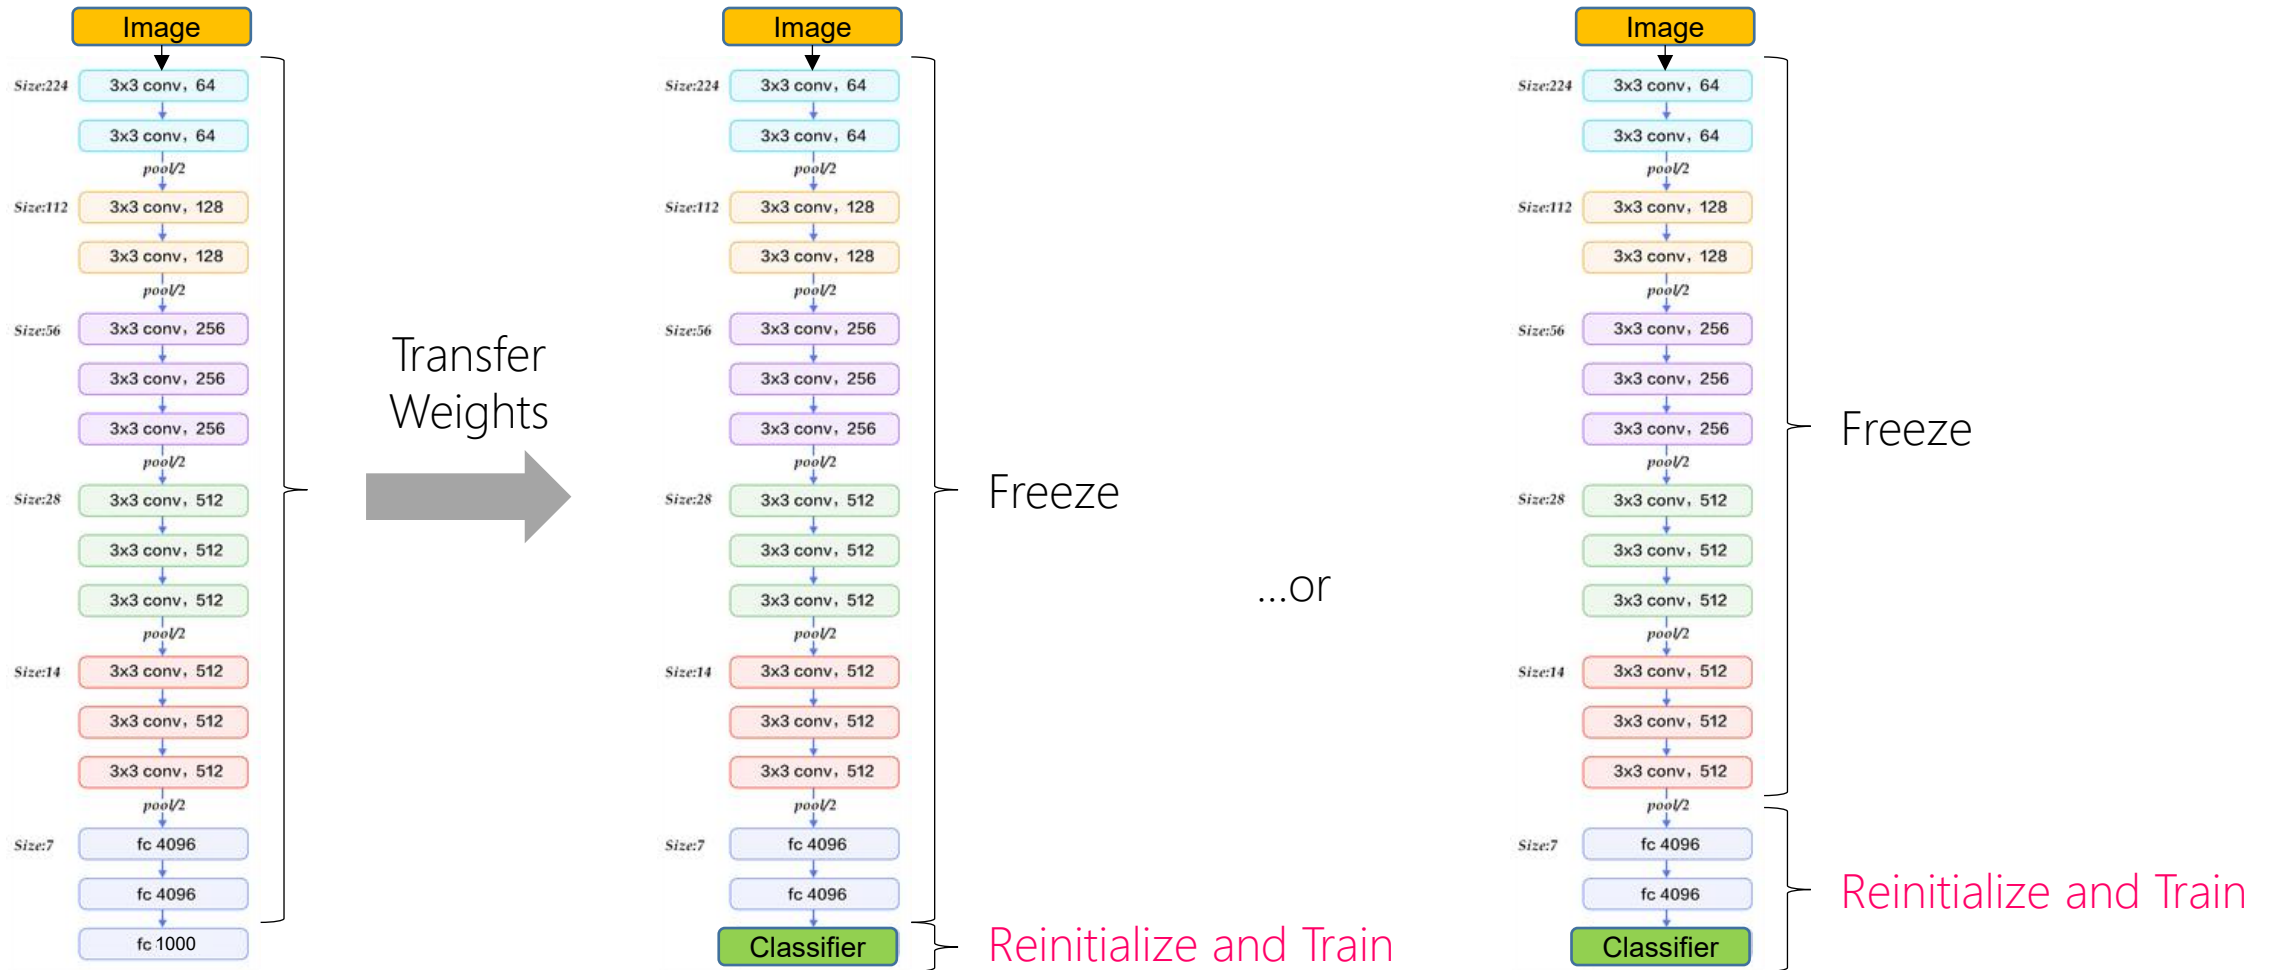 Image
Size:224
3x3 conv, 64
3x3 conv, 64
pool/2
Size:112
3x3 conv, 128
3x3 conv, 128
pool/2
Size:56
3x3 conv, 256
3x3 conv, 256
3x3 conv, 256
pool/2
Size:28
3x3 conv, 512
3x3 conv, 512
3x3 conv, 512
pool/2
Size:14
3x3 conv, 512
3x3 conv, 512
3x3 conv, 512
pool/2
Size:7
fc 4096
fc 4096
fc 1000
Transfer
Weights
Image
Size:224
3x3 conv, 64
3x3 conv, 64
pool/2
Size:112
3x3 conv, 128
3x3 conv, 128
pool/2
Size:56
3x3 conv, 256
3x3 conv, 256
3x3 conv, 256
pool/2
Size:28
3x3 conv, 512
3x3 conv, 512
3x3 conv, 512
pool/2
Size:14
3x3 conv, 512
3x3 conv, 512
3x3 conv, 512
pool/2
Size:7
fc 4096
fc 4096
Classifier
Freeze
Reinitialize and Train
...or
Image
Size:224
3x3 conv, 64
3x3 conv, 64
pool/2
Size:112
3x3 conv, 128
3x3 conv, 128
pool/2
Size:56
3x3 conv, 256
3x3 conv, 256
3x3 conv, 256
pool/2
Size:28
3x3 conv, 512
3x3 conv, 512
3x3 conv, 512
pool/2
Size:14
3x3 conv, 512
3x3 conv, 512
3x3 conv, 512
pool/2
Size:7
fc 4096
fc 4096
Classifier
Freeze
Reinitialize and Train